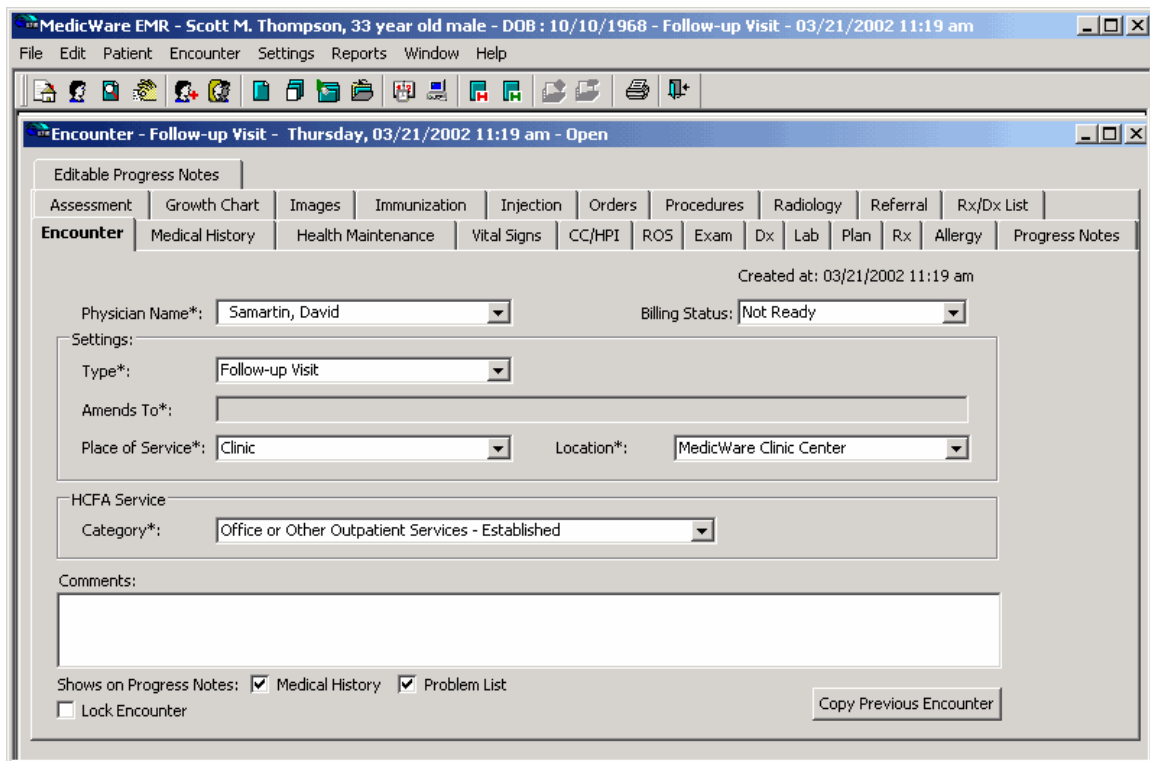 MedicWare EMR - Scott M. Thompson, 33 year old male - DOB : 10/10/1968 - Follow-up Visit - 03/21/2002 11:19 am
File Edit Patient Encounter Settings Reports Window Help
Encounter - Follow-up Visit - Thursday, 03/21/2002 11:19 am - Open
Editable Progress Notes
Assessment Growth Chart Images Immunization Injection Orders Procedures Radiology Referral Rx/Dx List
Encounter Medical History Health Maintenance Vital Signs CC/HPI ROS Exam Dx Lab Plan Rx Allergy Progress Notes
Created at: 03/21/2002 11:19 am
Physician Name*: Samartin, David Billing Status: Not Ready
Settings:
Type*: Follow-up Visit
Amends To*:
Place of Service*: Clinic Location*: MedicWare Clinic Center
HCFA Service
Category*: Office or Other Outpatient Services - Established
Comments:
Shows on Progress Notes: Medical History Problem List
Lock Encounter Copy Previous Encounter